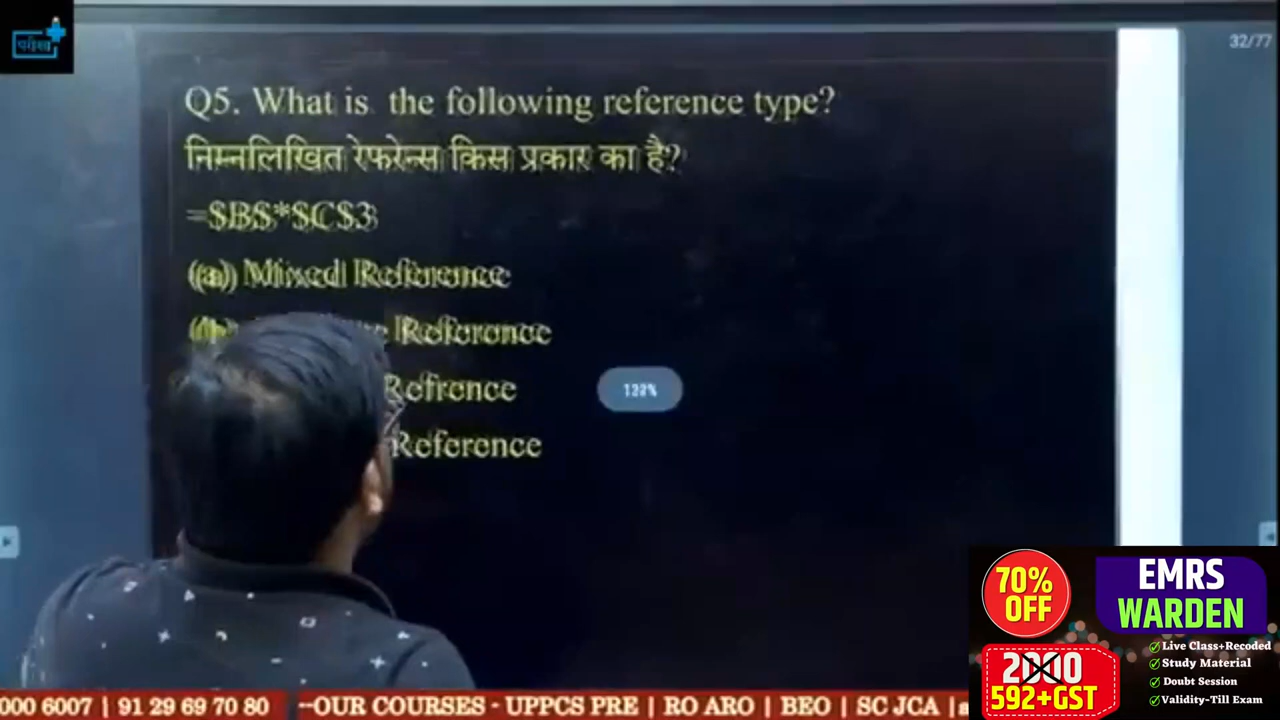 परीक्षा
32/77
Q5. What is the following reference type?
निम्नलिखित रेफरेन्स किस प्रकार का है?
=$B$*$C$3
(a) Mixed Reference
(b) Reference
Refrence
Reference
70%
OFF
EMRS
WARDEN
2000
592+GST
Live Class+Recoded
Study Material
Doubt Session
Validity-Till Exam
000 6007 | 91 29 69 70 80 --OUR COURSES - UPPCS PRE | RO ARO | BEO | SC JCA |